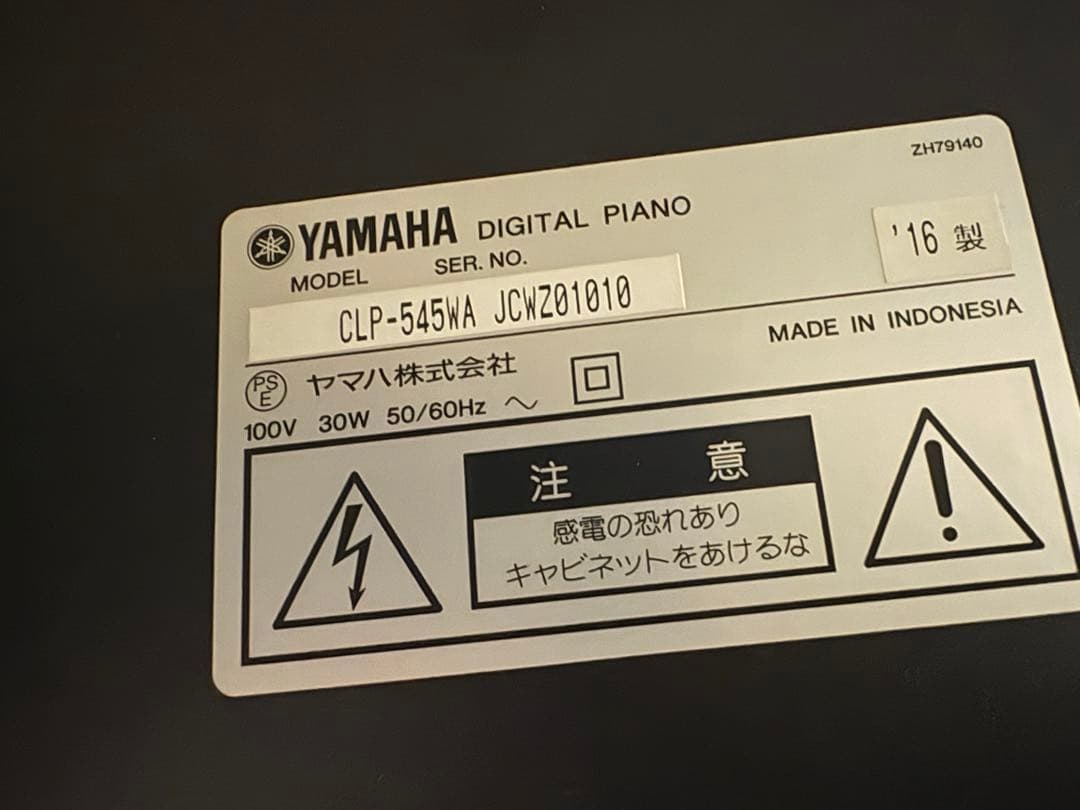 ZH79140
YAMAHA DIGITAL PIANO
MODEL SER. NO.
'16 製
CLP-545WA JCWZ01010
MADE IN INDONESIA
PSE ヤマハ株式会社
100V 30W 50/60Hz ～
注 意
感電の恐れあり
キャビネットをあけるな